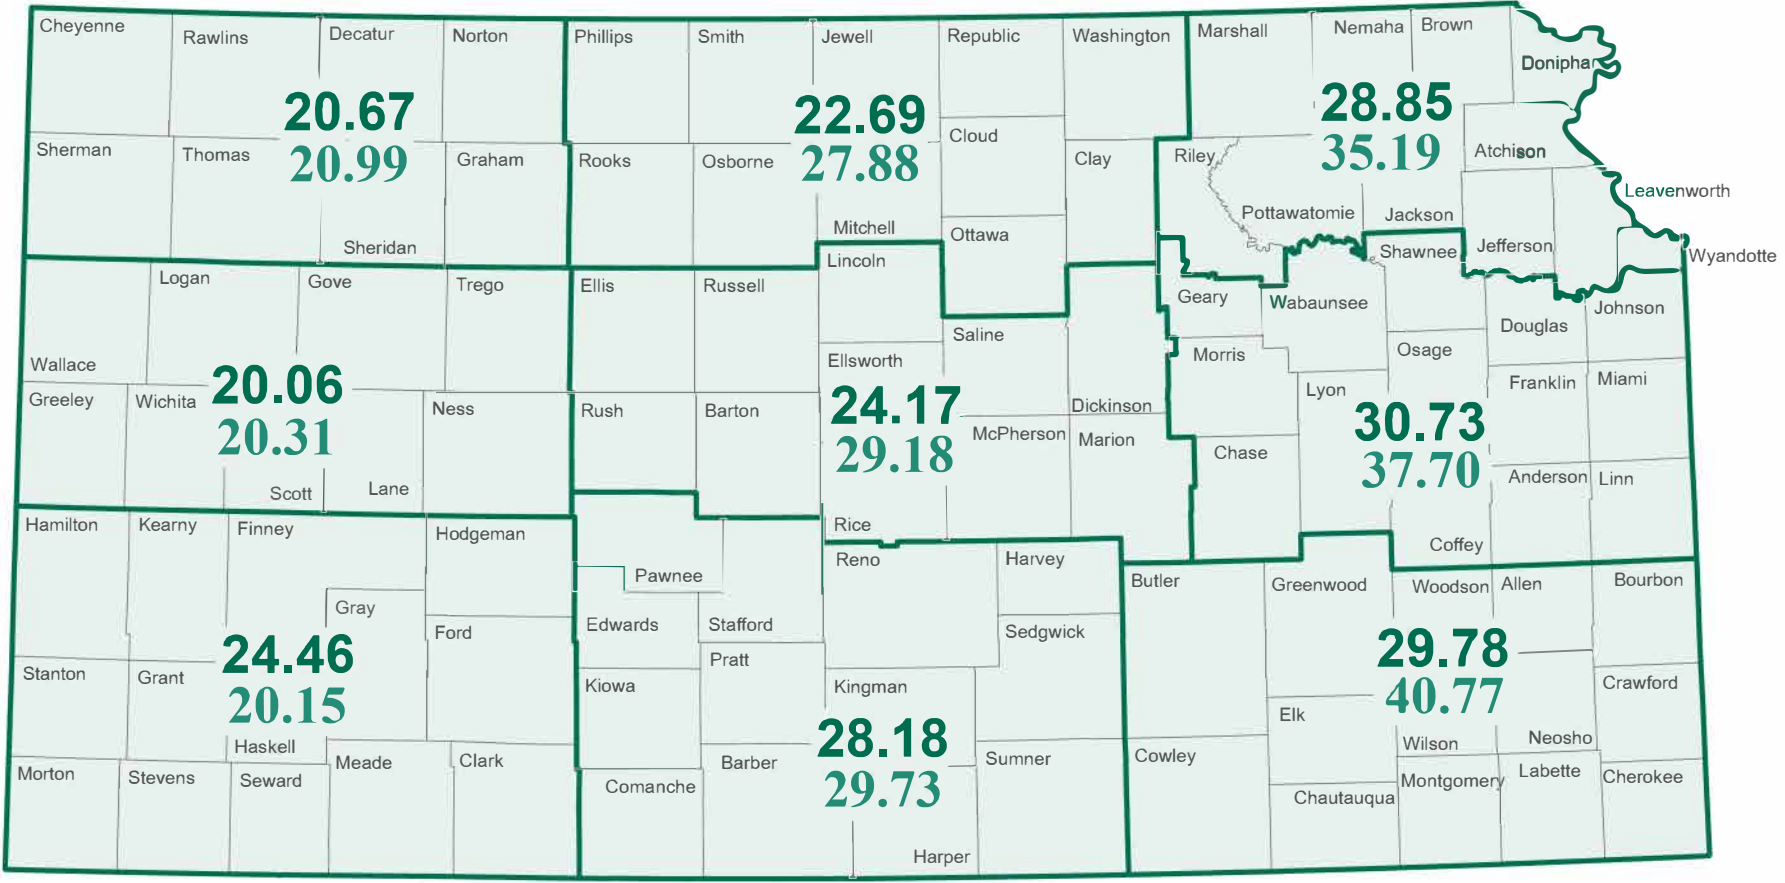 Cheyenne
Rawlins
Decatur
Norton
Sherman
Thomas
Graham
Sheridan
20.67
20.99
Phillips
Smith
Jewell
Republic
Washington
Rooks
Osborne
Cloud
Clay
Mitchell
Ottawa
22.69
27.88
Marshall
Nemaha
Brown
Doniphan
Riley
Atchison
Pottawatomie
Jackson
Jefferson
Leavenworth
Wyandotte
28.85
35.19
Logan
Gove
Trego
Wallace
Greeley
Wichita
Ness
Scott
Lane
20.06
20.31
Ellis
Russell
Lincoln
Saline
Ellsworth
Rush
Barton
Dickinson
McPherson
Marion
Rice
24.17
29.18
Shawnee
Geary
Wabaunsee
Johnson
Douglas
Morris
Osage
Lyon
Franklin
Miami
Chase
Anderson
Linn
Coffey
30.73
37.70
Hamilton
Kearny
Finney
Hodgeman
Gray
Ford
Stanton
Grant
Haskell
Meade
Clark
Morton
Stevens
Seward
24.46
20.15
Pawnee
Reno
Harvey
Edwards
Stafford
Sedgwick
Pratt
Kiowa
Kingman
Barber
Sumner
Comanche
Harper
28.18
29.73
Butler
Greenwood
Woodson
Allen
Bourbon
Crawford
Elk
Wilson
Neosho
Cowley
Chautauqua
Montgomery
Labette
Cherokee
29.78
40.77